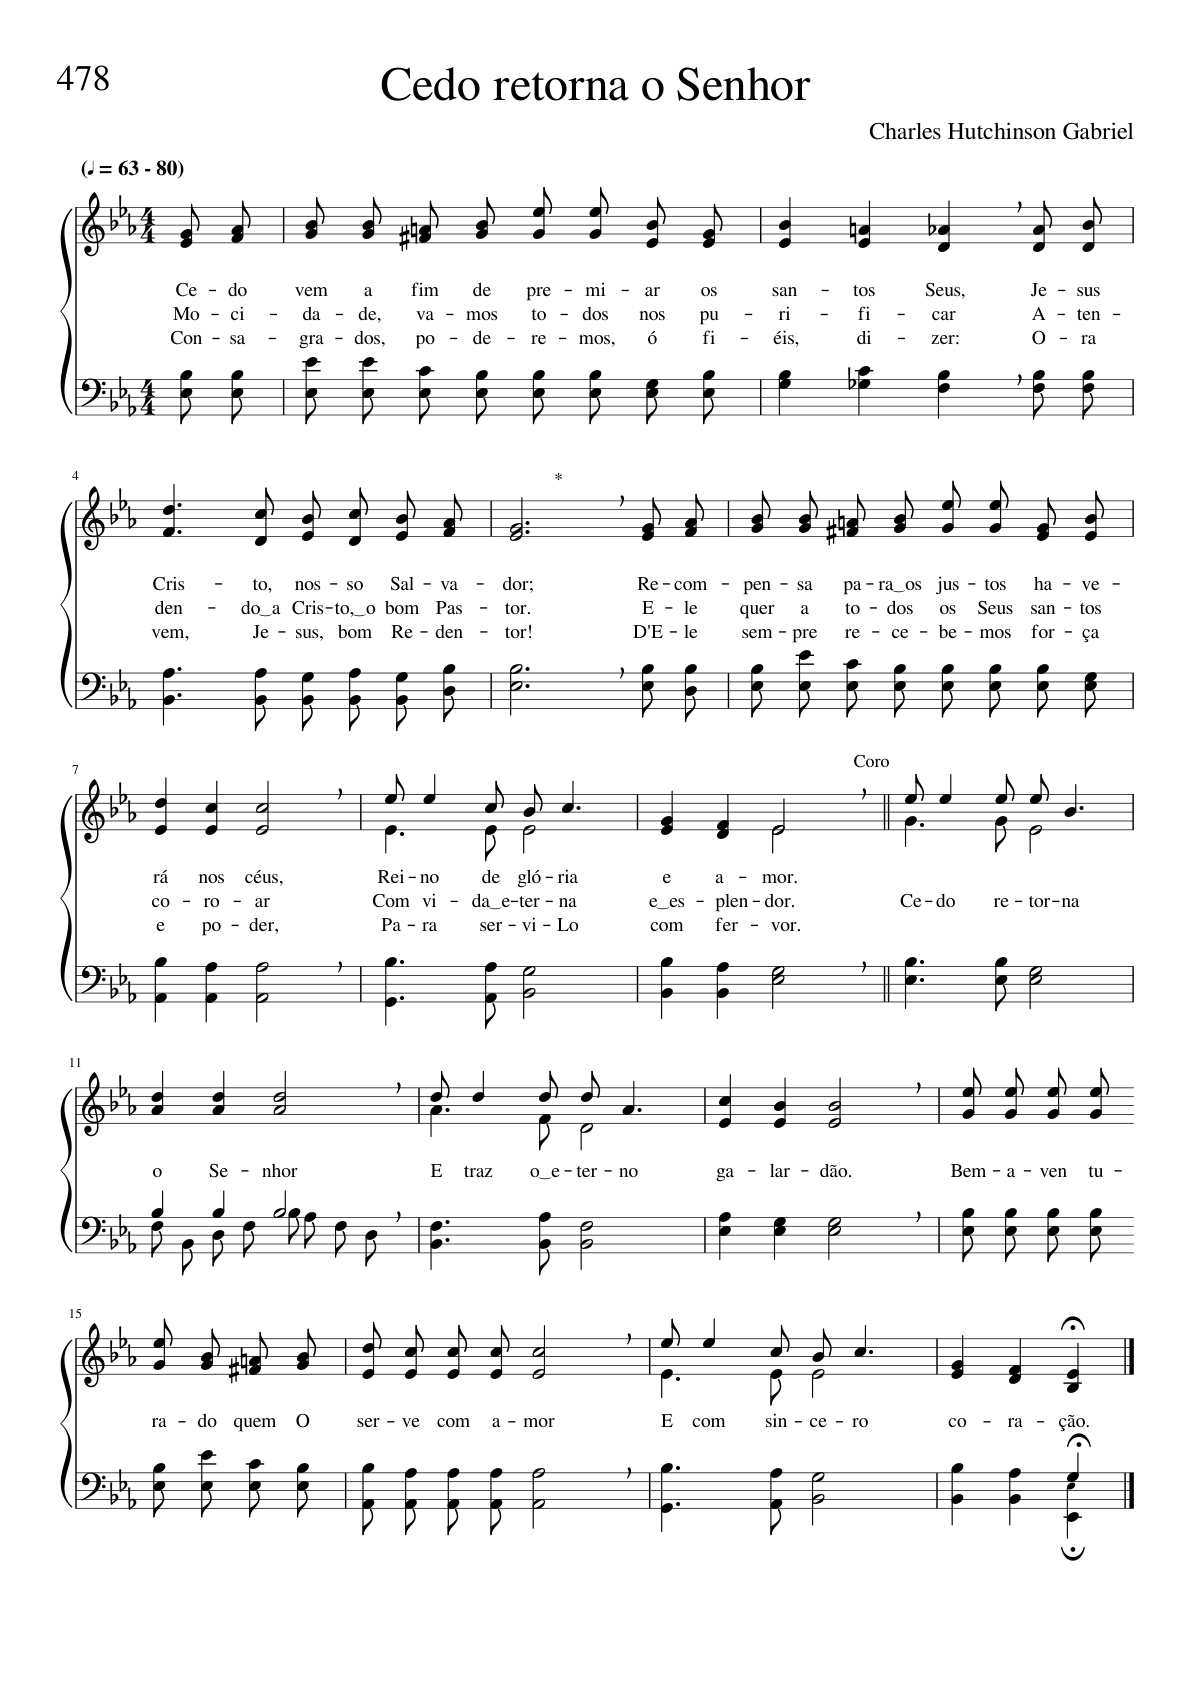 478
Cedo retorna o Senhor
Charles Hutchinson Gabriel
(♩ = 63 - 80)
Ce - do vem a fim de pre - mi - ar os san - tos Seus, Je - sus
Mo - ci - da - de, va - mos to - dos nos pu - ri - fi - car A - ten -
Con - sa - gra - dos, po - de - re - mos, ó fi - éis, di - zer: O - ra
4
*
Cris - to, nos - so Sal - va - dor; Re - com - pen - sa pa - ra‿os jus - tos ha - ve -
den - do‿a Cris - to,‿o bom Pas - tor. E - le quer a to - dos os Seus san - tos
vem, Je - sus, bom Re - den - tor! D'E - le sem - pre re - ce - be - mos for - ça
7
Coro
rá nos céus, Rei - no de gló - ria e a - mor.
co - ro - ar Com vi - da‿e - ter - na e‿es - plen - dor. Ce - do re - tor - na
e po - der, Pa - ra ser - vi - Lo com fer - vor.
11
o Se - nhor E traz o‿e - ter - no ga - lar - dão. Bem - a - ven tu -
15
ra - do quem O ser - ve com a - mor E com sin - ce - ro co - ra - ção.